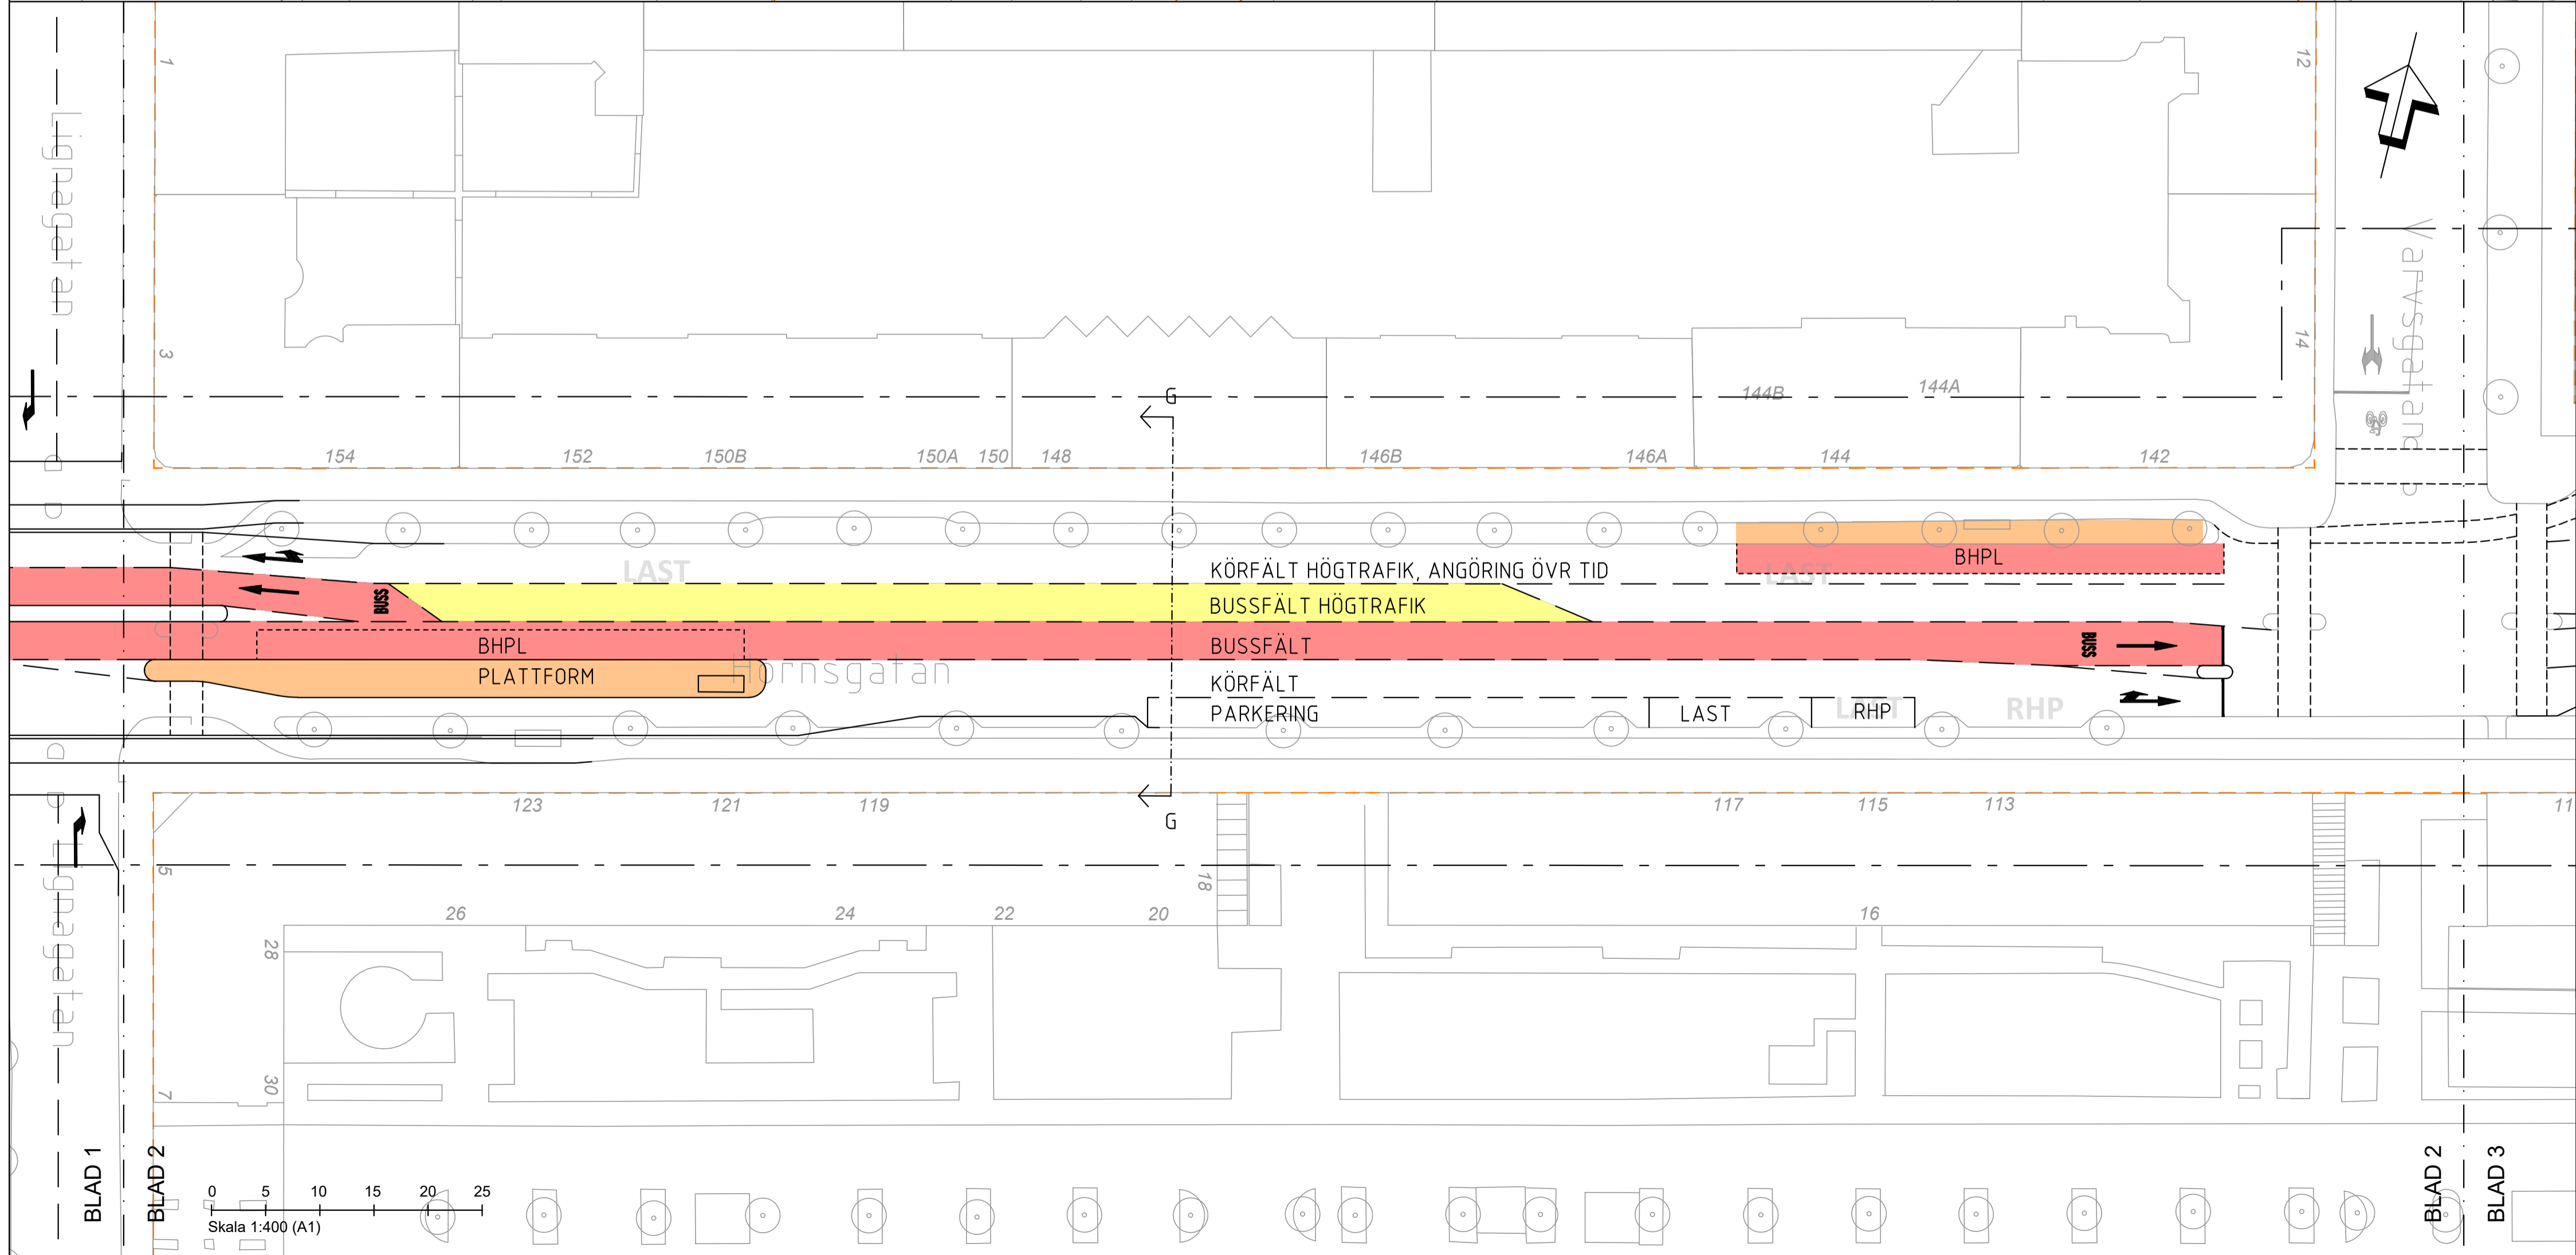 1
12
Lignagatan
Varvsgatan
3
14
G
144B
144A
154
152
150B
150A
150
148
146B
146A
144
142
LAST
KÖRFÄLT HÖGTRAFIK, ANGÖRING ÖVR TID
LAST
BHPL
BUSS
BUSSFÄLT HÖGTRAFIK
BHPL
BUSSFÄLT
BUSS
PLATTFORM
Hornsgatan
KÖRFÄLT
PARKERING
LAST
LAST
RHP
RHP
123
121
119
117
115
113
11
G
5
18
Lignagatan
26
24
22
20
16
28
30
7
BLAD 1
BLAD 2
0 5 10 15 20 25
Skala 1:400 (A1)
BLAD 2
BLAD 3